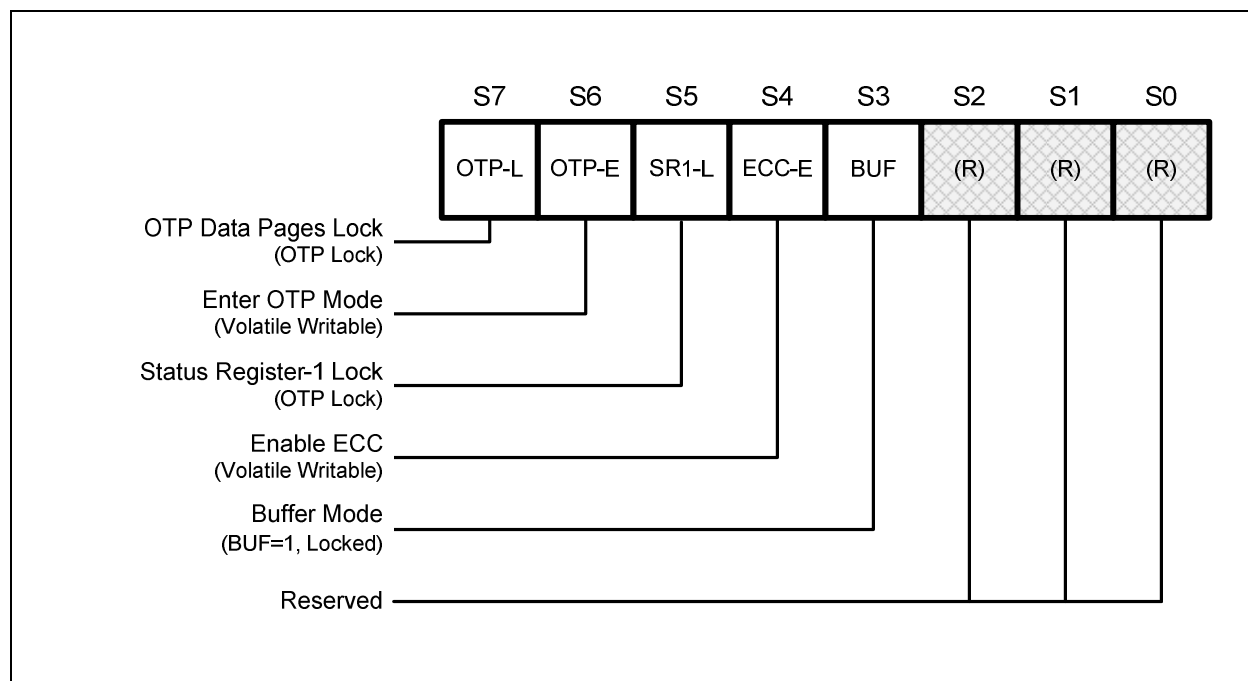 S7 S6 S5 S4 S3 S2 S1 S0
OTP-L OTP-E SR1-L ECC-E BUF (R) (R) (R)
OTP Data Pages Lock
(OTP Lock)
Enter OTP Mode
(Volatile Writable)
Status Register-1 Lock
(OTP Lock)
Enable ECC
(Volatile Writable)
Buffer Mode
(BUF=1, Locked)
Reserved